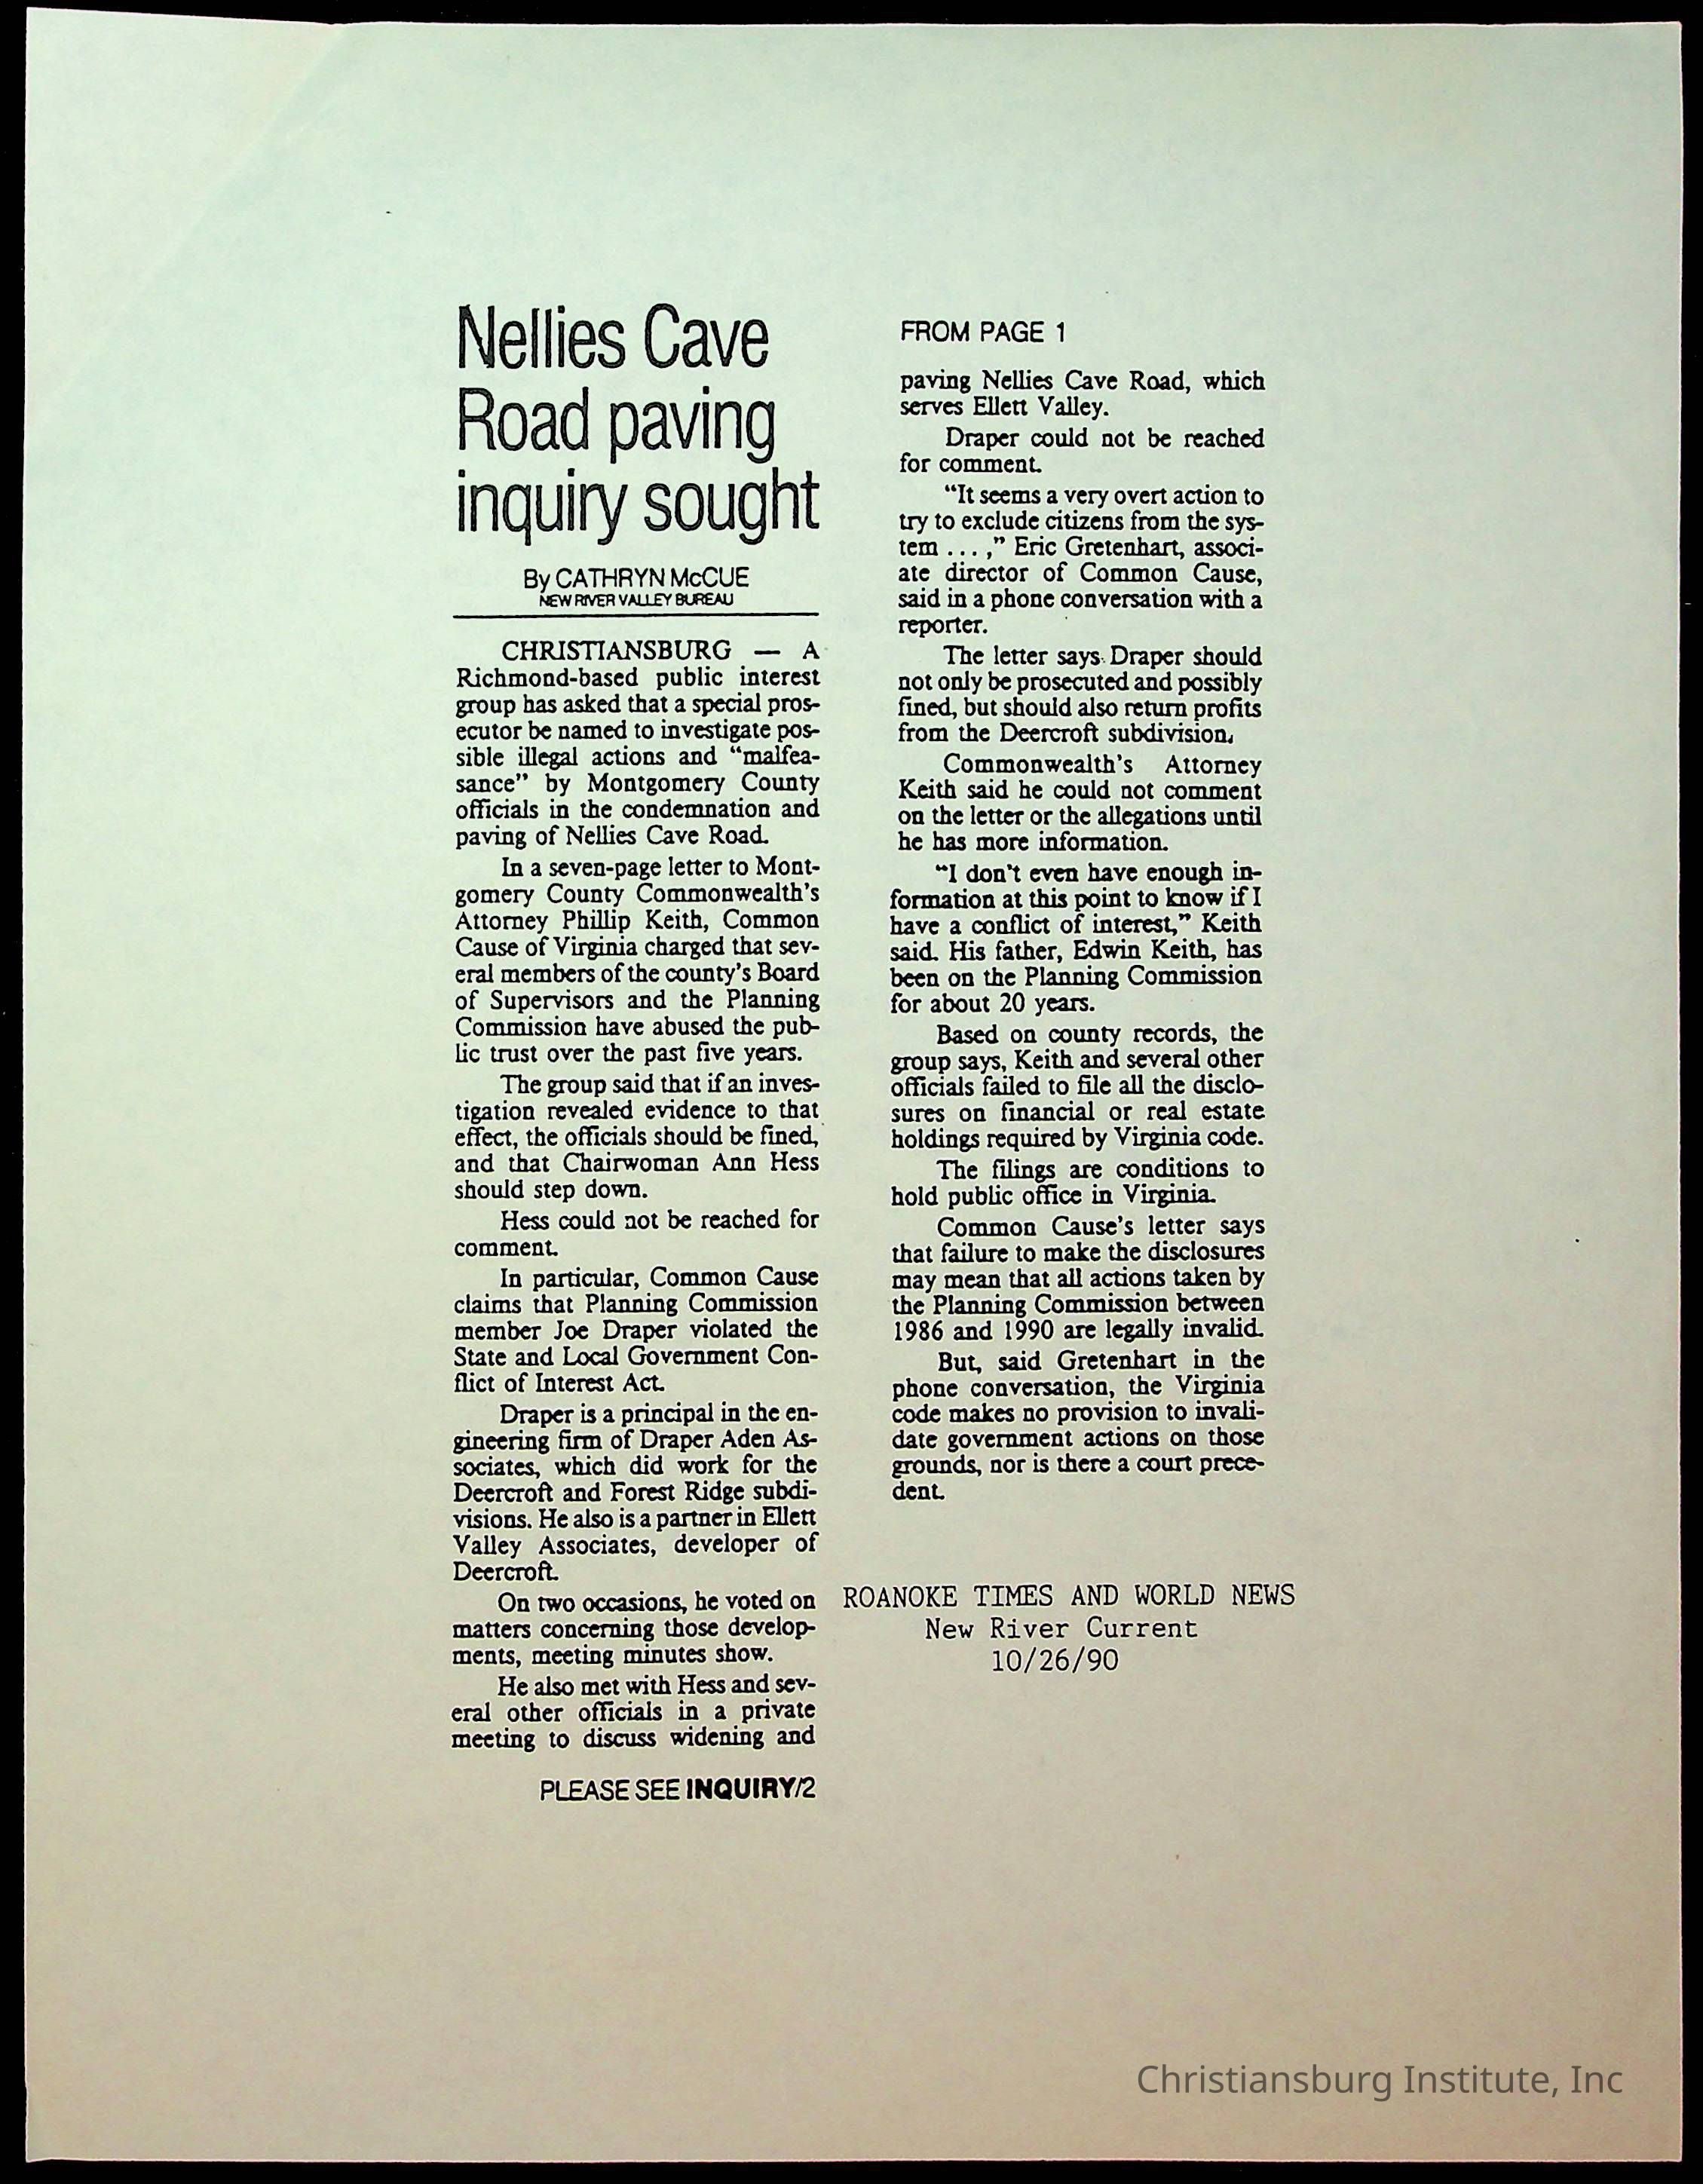 Nellies Cave
Road paving
inquiry sought
By CATHRYN McCUE
NEW RIVER VALLEY BUREAU
CHRISTIANSBURG — A
Richmond-based public interest
group has asked that a special pros-
ecutor be named to investigate pos-
sible illegal actions and “malfea-
sance” by Montgomery County
officials in the condemnation and
paving of Nellies Cave Road.
In a seven-page letter to Mont-
gomery County Commonwealth’s
Attorney Phillip Keith, Common
Cause of Virginia charged that sev-
eral members of the county’s Board
of Supervisors and the Planning
Commission have abused the pub-
lic trust over the past five years.
The group said that if an inves-
tigation revealed evidence to that
effect, the officials should be fined,
and that Chairwoman Ann Hess
should step down.
Hess could not be reached for
comment.
In particular, Common Cause
claims that Planning Commission
member Joe Draper violated the
State and Local Government Con-
flict of Interest Act.
Draper is a principal in the en-
gineering firm of Draper Aden As-
sociates, which did work for the
Deercroft and Forest Ridge subdi-
visions. He also is a partner in Ellett
Valley Associates, developer of
Deercroft.
On two occasions, he voted on
matters concerning those develop-
ments, meeting minutes show.
He also met with Hess and sev-
eral other officials in a private
meeting to discuss widening and
PLEASE SEE INQUIRY/2
FROM PAGE 1
paving Nellies Cave Road, which
serves Ellett Valley.
Draper could not be reached
for comment.
“It seems a very overt action to
try to exclude citizens from the sys-
tem . . . ,” Eric Gretenhart, associ-
ate director of Common Cause,
said in a phone conversation with a
reporter.
The letter says Draper should
not only be prosecuted and possibly
fined, but should also return profits
from the Deercroft subdivision.
Commonwealth’s Attorney
Keith said he could not comment
on the letter or the allegations until
he has more information.
“I don’t even have enough in-
formation at this point to know if I
have a conflict of interest,” Keith
said. His father, Edwin Keith, has
been on the Planning Commission
for about 20 years.
Based on county records, the
group says, Keith and several other
officials failed to file all the disclo-
sures on financial or real estate
holdings required by Virginia code.
The filings are conditions to
hold public office in Virginia.
Common Cause’s letter says
that failure to make the disclosures
may mean that all actions taken by
the Planning Commission between
1986 and 1990 are legally invalid.
But, said Gretenhart in the
phone conversation, the Virginia
code makes no provision to invali-
date government actions on those
grounds, nor is there a court prece-
dent.
ROANOKE TIMES AND WORLD NEWS
New River Current
10/26/90
Christiansburg Institute, Inc